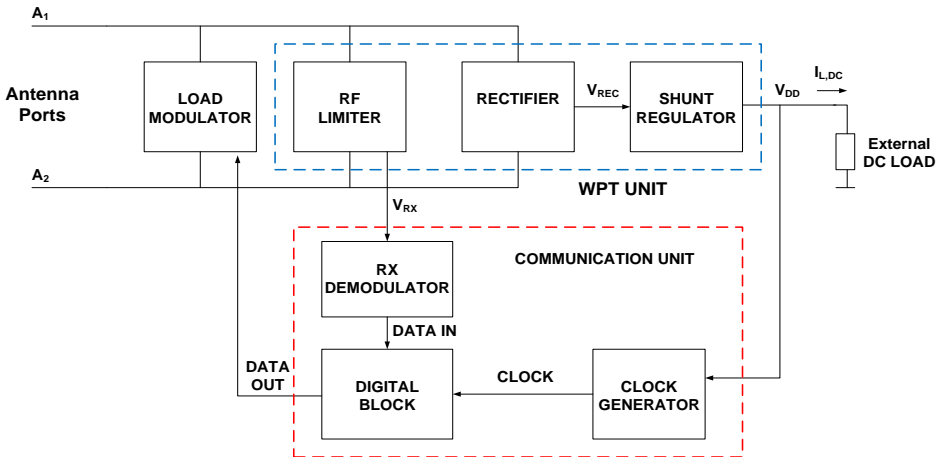 A1
Antenna
Ports
A2
LOAD
MODULATOR
RF
LIMITER
RECTIFIER
VREC
SHUNT
REGULATOR
VDD
IL,DC
External
DC LOAD
WPT UNIT
VRX
COMMUNICATION UNIT
RX
DEMODULATOR
DATA IN
DATA
OUT
DIGITAL
BLOCK
CLOCK
CLOCK
GENERATOR